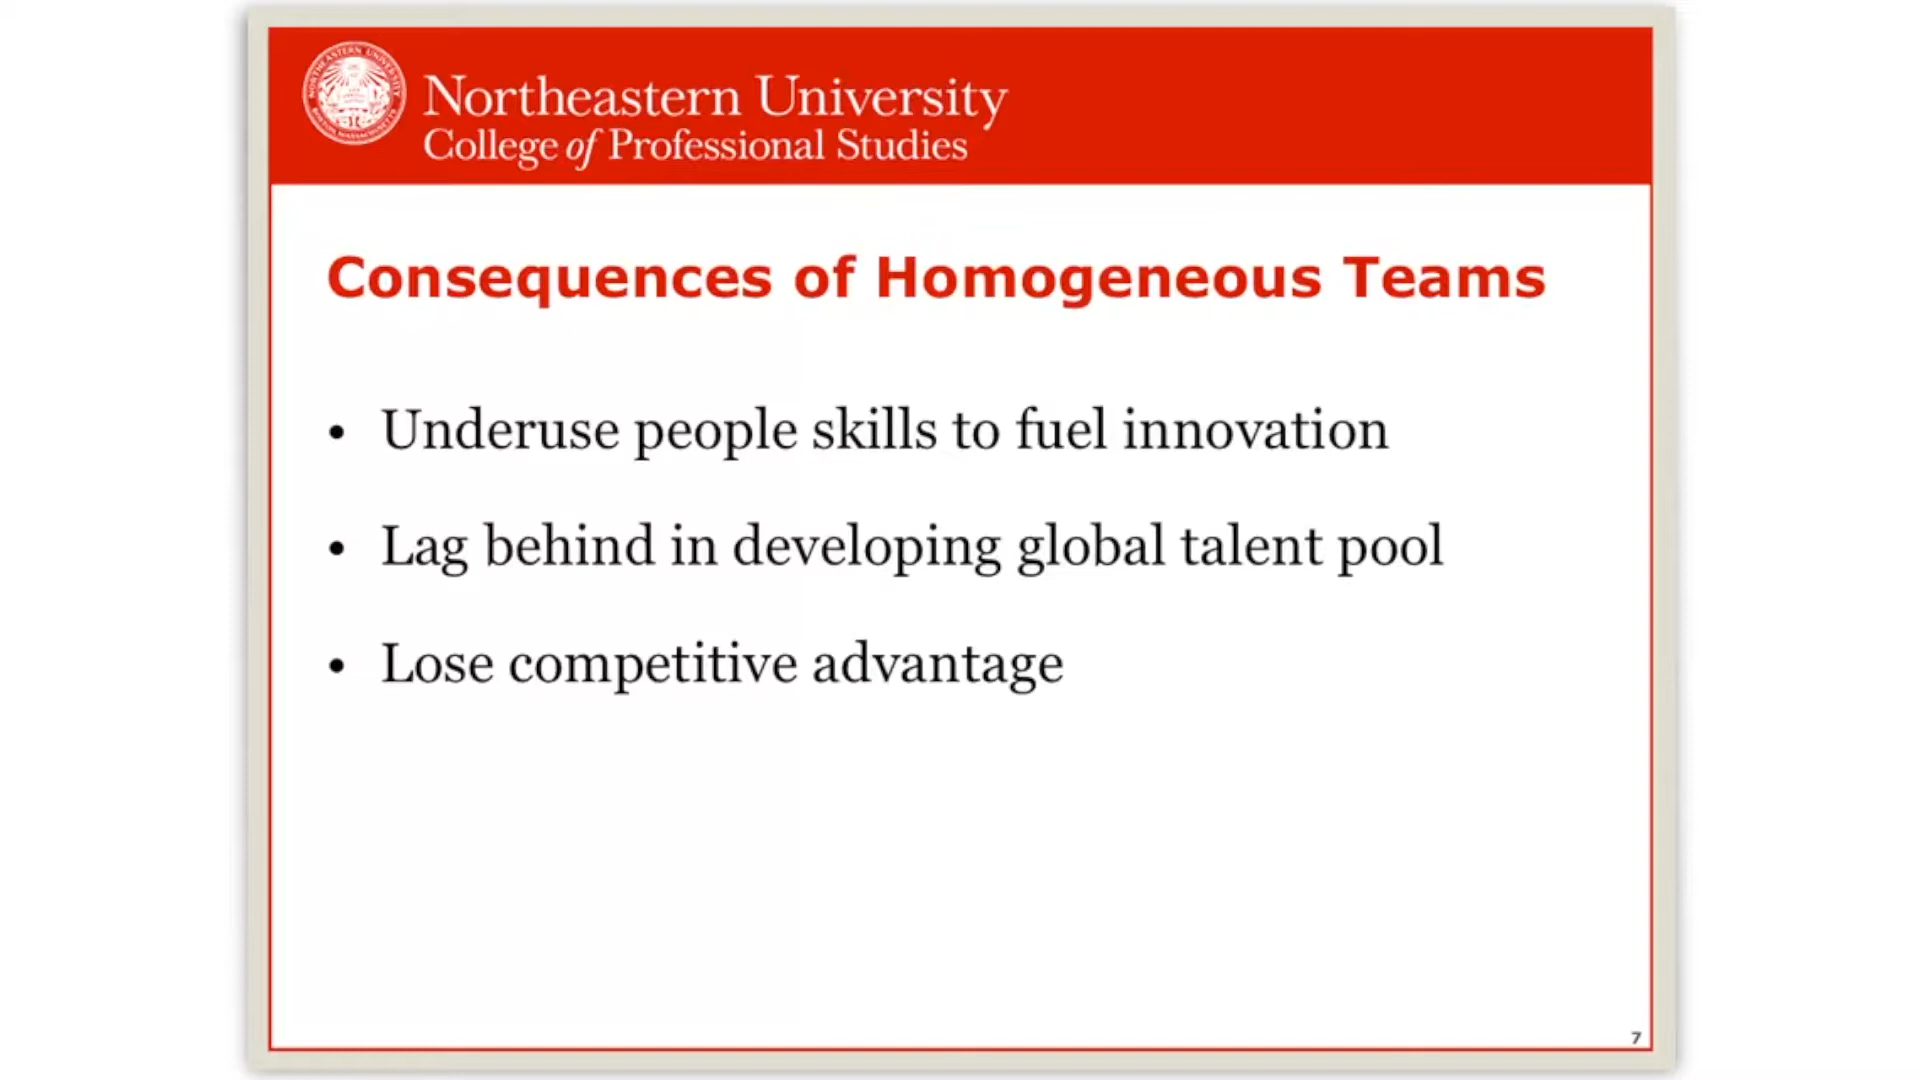 Northeastern University
College of Professional Studies
Consequences of Homogeneous Teams
• Underuse people skills to fuel innovation
• Lag behind in developing global talent pool
• Lose competitive advantage
7